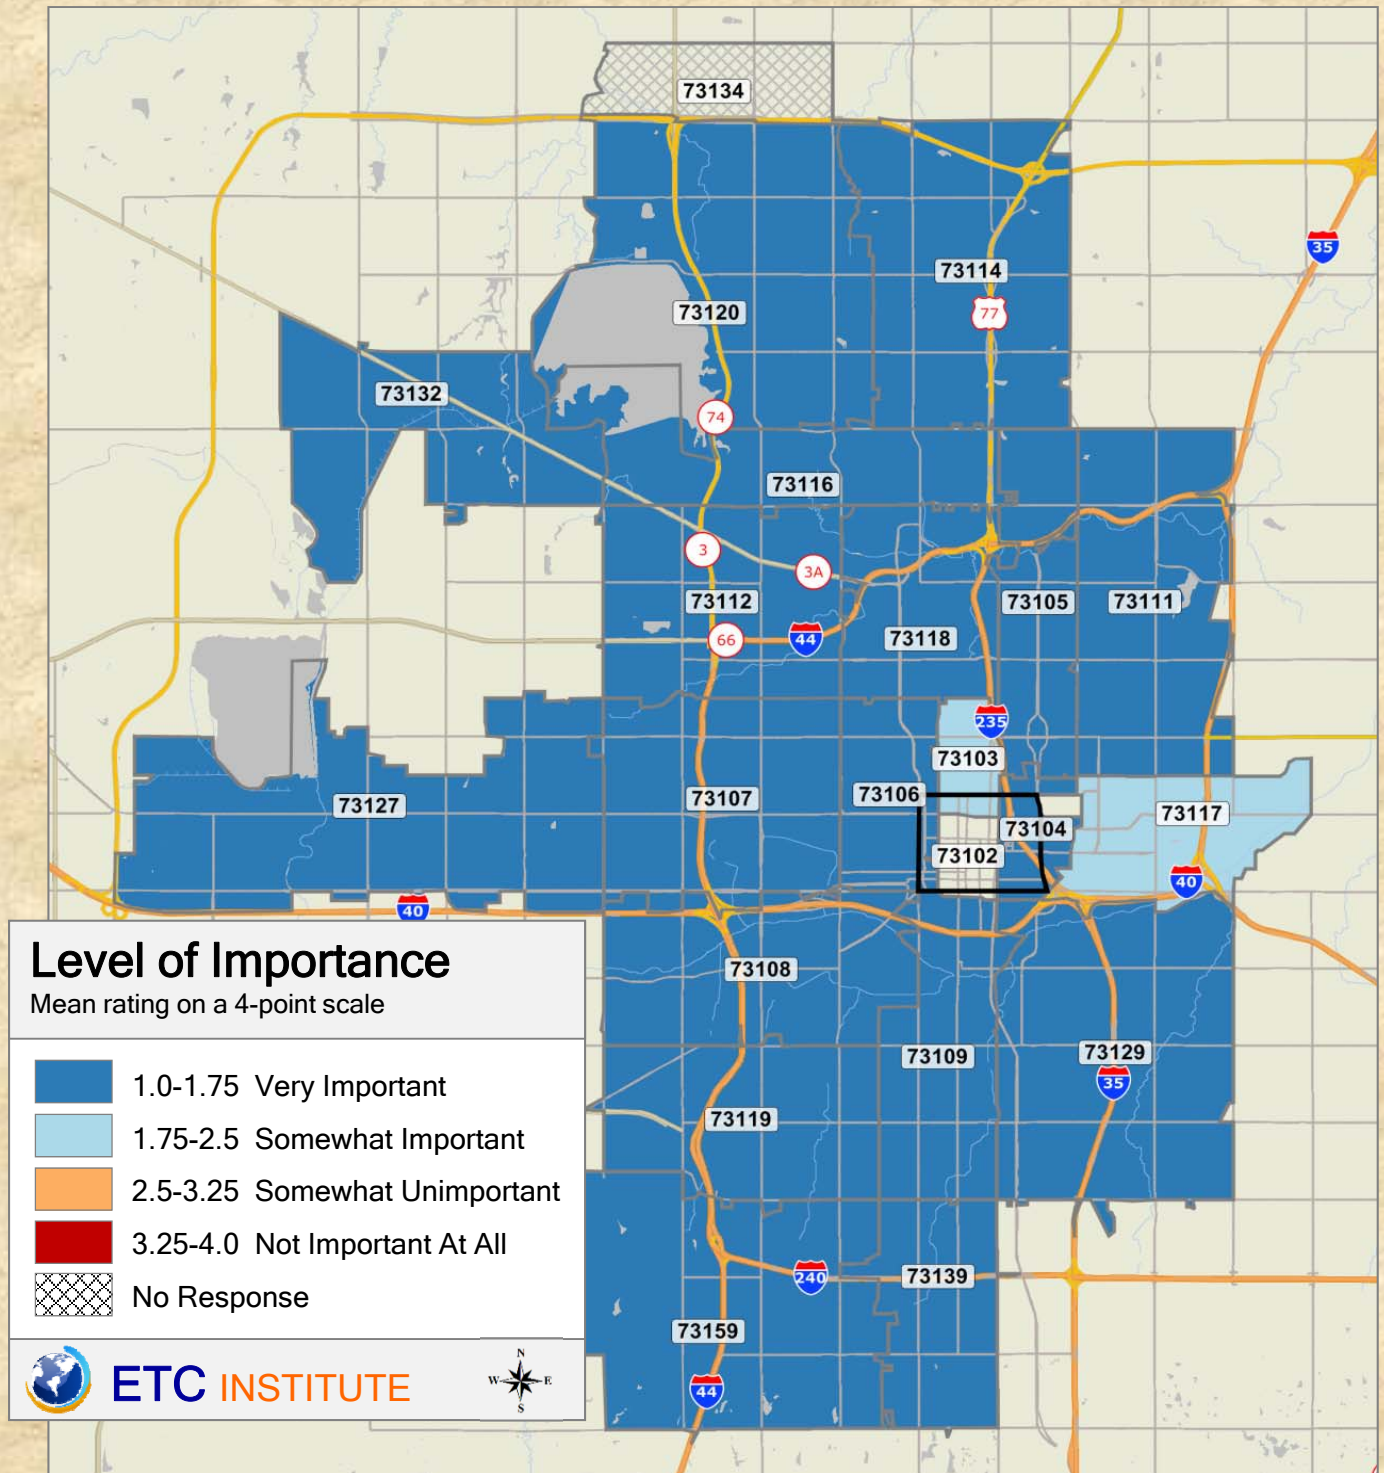 73134
35
73114
77
73120
73132
74
73116
3
3A
73112
73105
73111
66
44
73118
235
73103
73106
73107
73127
73117
73104
73102
40
40
73108
73109
73129
35
73119
73139
240
73159
44
Level of Importance
Mean rating on a 4-point scale
1.0-1.75 Very Important
1.75-2.5 Somewhat Important
2.5-3.25 Somewhat Unimportant
3.25-4.0 Not Important At All
No Response
ETC INSTITUTE
N
W E
S